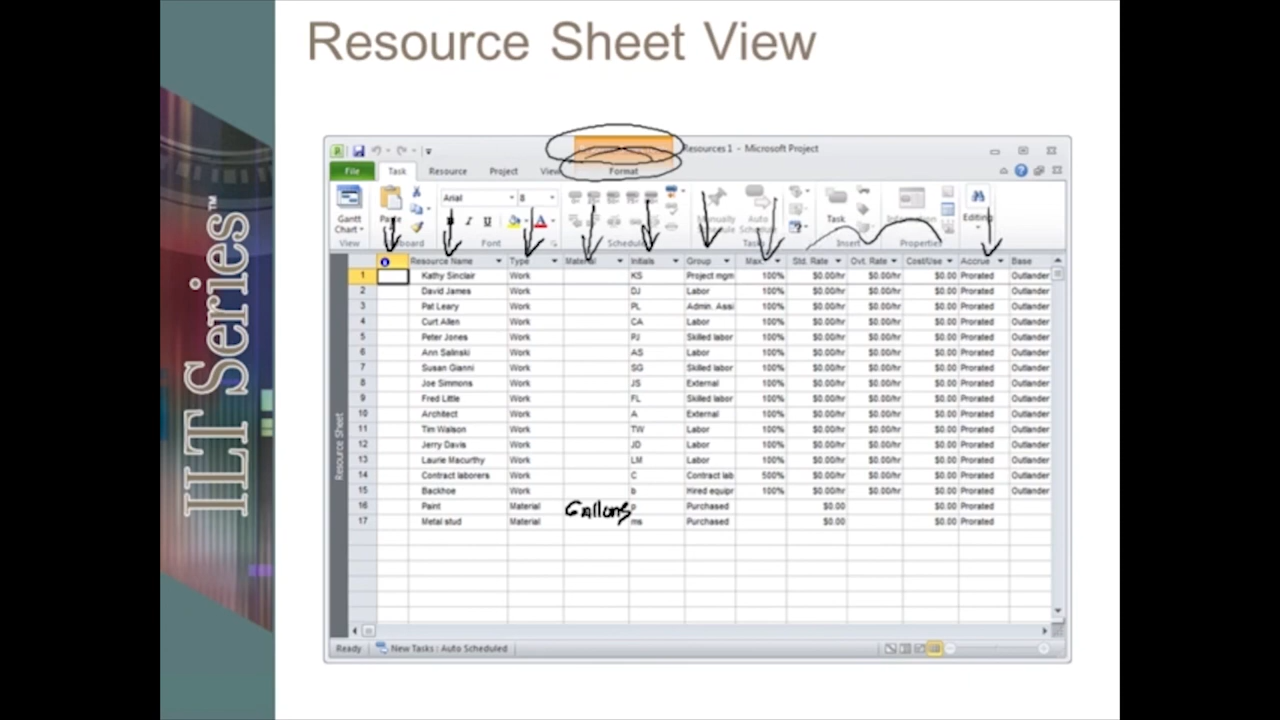 Resource Sheet View
ILT Series™
Resources 1 - Microsoft Project
File Task Resource Project View Format
Arial 8
Gantt Chart
Paste
Task
Editing
View Font Schedule Tasks Insert Properties
Resource Name Type Material Initials Group Max. Std. Rate Ovt. Rate Cost/Use Accrue Base
1 Kathy Sinclair Work KS Project mgm 100% $0.00/hr $0.00/hr $0.00 Prorated Outlander
2 David James Work DJ Labor 100% $0.00/hr $0.00/hr $0.00 Prorated Outlander
3 Pat Leary Work PL Admin. Assi 100% $0.00/hr $0.00/hr $0.00 Prorated Outlander
4 Curt Allen Work CA Labor 100% $0.00/hr $0.00/hr $0.00 Prorated Outlander
5 Peter Jones Work PJ Skilled labor 100% $0.00/hr $0.00/hr $0.00 Prorated Outlander
6 Ann Salinski Work AS Labor 100% $0.00/hr $0.00/hr $0.00 Prorated Outlander
7 Susan Gianni Work SG Skilled labor 100% $0.00/hr $0.00/hr $0.00 Prorated Outlander
8 Joe Simmons Work JS External 100% $0.00/hr $0.00/hr $0.00 Prorated Outlander
9 Fred Little Work FL Skilled labor 100% $0.00/hr $0.00/hr $0.00 Prorated Outlander
10 Architect Work A External 100% $0.00/hr $0.00/hr $0.00 Prorated Outlander
11 Tim Walson Work TW Labor 100% $0.00/hr $0.00/hr $0.00 Prorated Outlander
12 Jerry Davis Work JD Labor 100% $0.00/hr $0.00/hr $0.00 Prorated Outlander
13 Laurie Macurthy Work LM Labor 100% $0.00/hr $0.00/hr $0.00 Prorated Outlander
14 Contract laborers Work C Contract lab 500% $0.00/hr $0.00/hr $0.00 Prorated Outlander
15 Backhoe Work b Hired equipr 100% $0.00/hr $0.00/hr $0.00 Prorated Outlander
16 Paint Material Gallons p Purchased $0.00 $0.00 Prorated
17 Metal stud Material ms Purchased $0.00 $0.00 Prorated
Resource Sheet
Ready New Tasks : Auto Scheduled